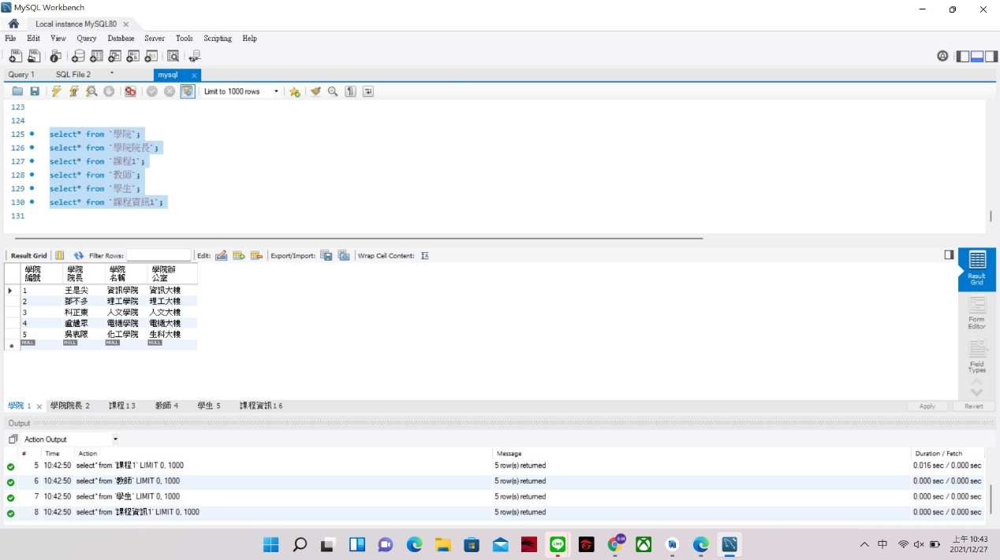 MySQL Workbench
Local instance MySQL80
File Edit View Query Database Server Tools Scripting Help
Query 1 SQL File 2 * mysql
Limit to 1000 rows
123
124
125 select* from `學院`;
126 select* from `學院院長`;
127 select* from `課程1`;
128 select* from `教師`;
129 select* from `學生`;
130 select* from `課程資訊1`;
131
Result Grid Filter Rows: Edit: Export/Import: Wrap Cell Content:
學院編號 學院院長 學院名稱 學院辦公室
1 王是尖 資訊學院 資訊大樓
2 鄧不多 理工學院 理工大樓
3 科正東 人文學院 人文大樓
4 電機學院 電機大樓
5 化工學院 生科大樓
NULL NULL NULL NULL
Result Grid
Form Editor
Field Types
學院 1 學院院長 2 課程1 3 教師 4 學生 5 課程資訊1 6
Apply Revert
Output
Action Output
# Time Action Message Duration / Fetch
5 10:42:50 select* from `課程1` LIMIT 0, 1000 5 row(s) returned 0.016 sec / 0.000 sec
6 10:42:50 select* from `教師` LIMIT 0, 1000 5 row(s) returned 0.000 sec / 0.000 sec
7 10:42:50 select* from `學生` LIMIT 0, 1000 5 row(s) returned 0.000 sec / 0.000 sec
8 10:42:50 select* from `課程資訊1` LIMIT 0, 1000 5 row(s) returned 0.000 sec / 0.000 sec
中
上午 10:43
2021/12/27